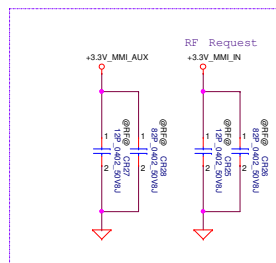 RF Request
+3.3V_MMI_AUX
+3.3V_MMI_IN
1
2
@RF@
CR27
12P_0402_50V8J
1
2
@RF@
CR28
82P_0402_50V8J
1
2
@RF@
CR25
12P_0402_50V8J
1
2
@RF@
CR26
82P_0402_50V8J